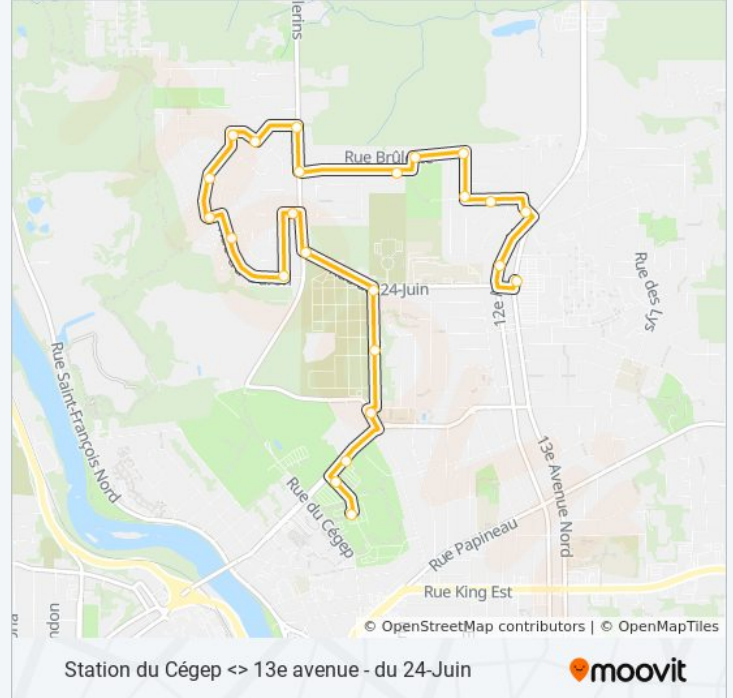 lerins
Rue Brûl
24-Juin
12e
Rue des Lys
Rue Saint-François Nord
13e Avenue Nord
Rue du Cégep
Rue Papineau
Rue King Est
© OpenStreetMap contributors | © OpenMapTiles
Station du Cégep <> 13e avenue - du 24-Juin
moovit